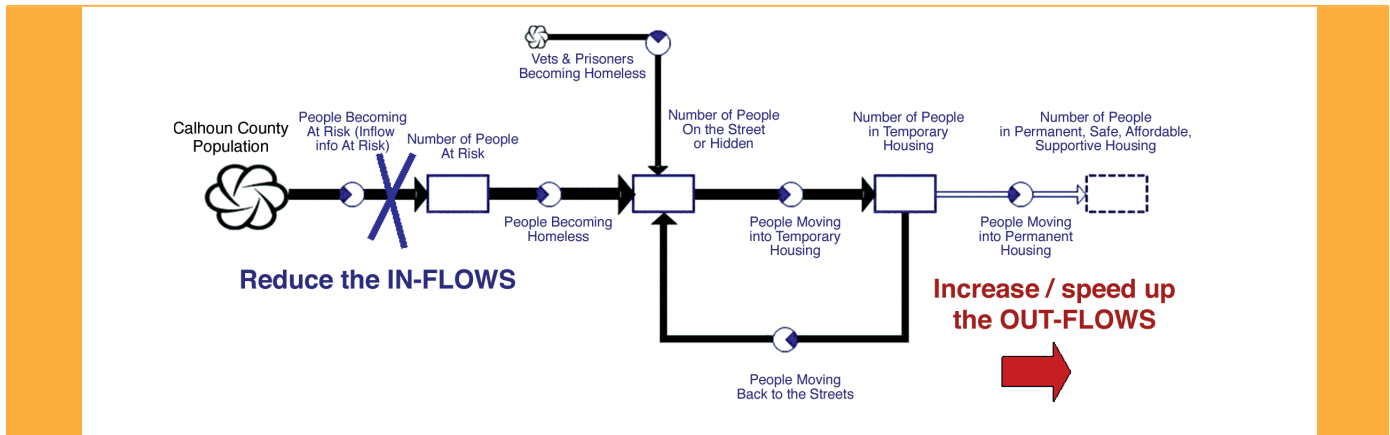 Vets & Prisoners
Becoming Homeless
Calhoun County
Population
People Becoming
At Risk (Inflow
info At Risk)
Number of People
At Risk
Number of People
On the Street
or Hidden
Number of People
in Temporary
Housing
Number of People
in Permanent, Safe, Affordable,
Supportive Housing
People Becoming
Homeless
People Moving
into Temporary
Housing
People Moving
into Permanent
Housing
Reduce the IN-FLOWS
Increase / speed up
the OUT-FLOWS
People Moving
Back to the Streets